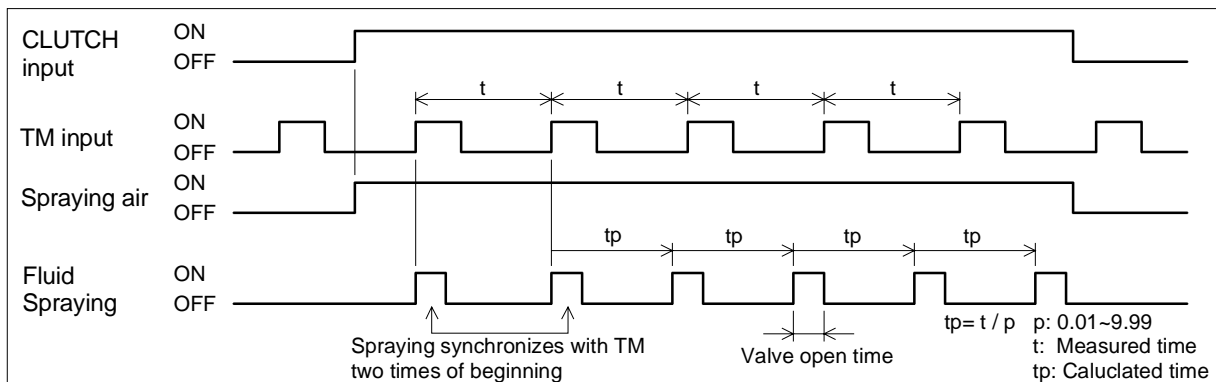 CLUTCH input
ON
OFF
t t t t
TM input
ON
OFF
Spraying air
ON
OFF
tp tp tp tp
Fluid Spraying
ON
OFF
Spraying synchronizes with TM
two times of beginning
Valve open time
tp= t / p p: 0.01~9.99
t: Measured time
tp: Caluclated time